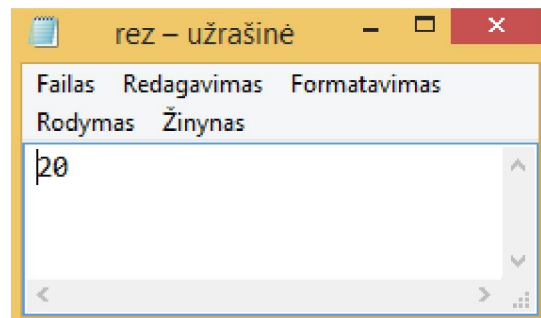 rez – užrašinė
Failas Redagavimas Formatavimas
Rodymas Žinynas
20